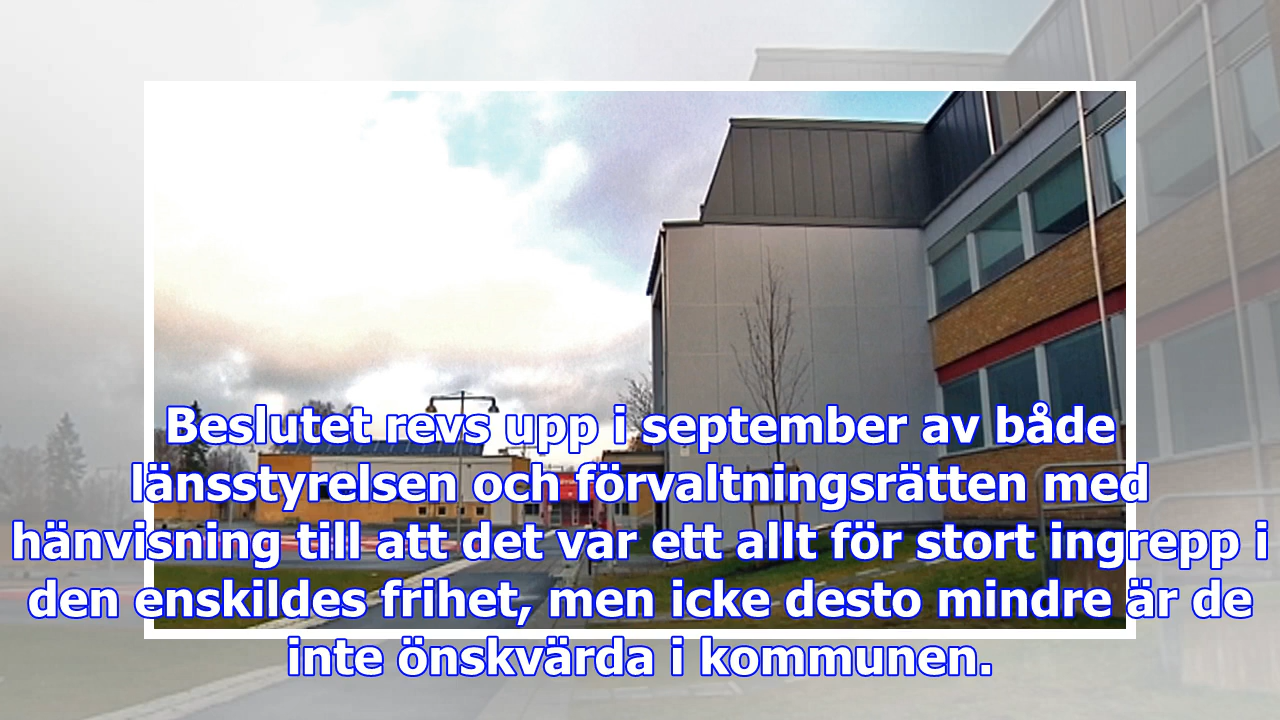 Beslutet revs upp i september av både
länsstyrelsen och förvaltningsrätten med
hänvisning till att det var ett allt för stort ingrepp i
den enskildes frihet, men icke desto mindre är de
inte önskvärda i kommunen.